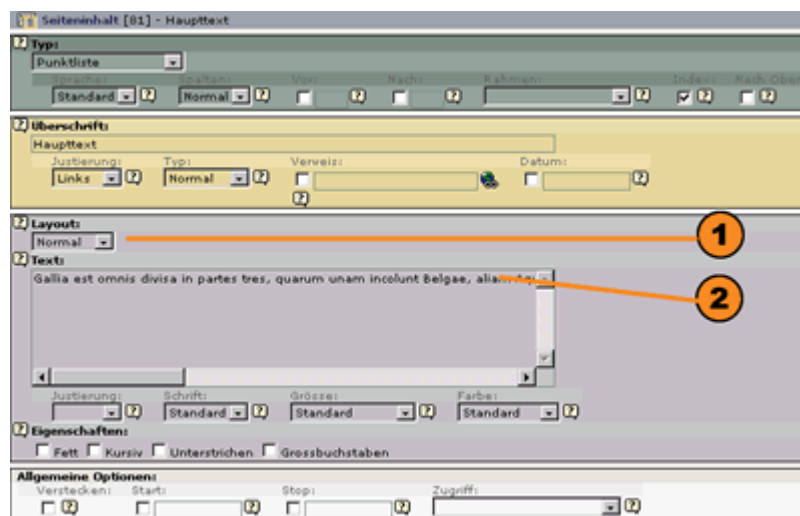 Seiteninhalt [81] - Haupttext
Typ:
Punktliste
Sprache: Spalten: Vor: Nach: Rahmen: Index: Nach Oben
Standard Normal
Überschrift:
Haupttext
Justierung: Typ: Verweis: Datum:
Links Normal
Layout:
Normal
1
Text:
Gallia est omnis divisa in partes tres, quarum unam incolunt Belgae, aliam Aqu
2
Justierung: Schrift: Grösse: Farbe:
Standard Standard Standard
Eigenschaften:
Fett Kursiv Unterstrichen Grossbuchstaben
Allgemeine Optionen:
Verstecken: Start: Stop: Zugriff: